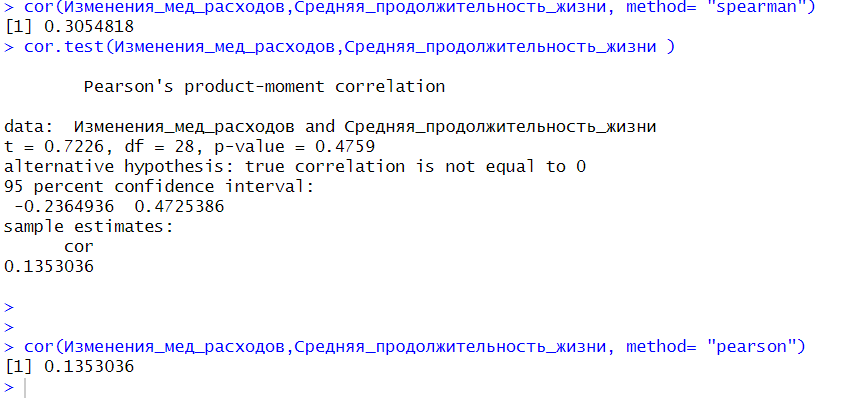 > cor(Изменения_мед_расходов,Средняя_продолжительность_жизни, method= "spearman")
[1] 0.3054818
> cor.test(Изменения_мед_расходов,Средняя_продолжительность_жизни )
Pearson's product-moment correlation
data:  Изменения_мед_расходов and Средняя_продолжительность_жизни
t = 0.7226, df = 28, p-value = 0.4759
alternative hypothesis: true correlation is not equal to 0
95 percent confidence interval:
-0.2364936  0.4725386
sample estimates:
cor
0.1353036
>
>
> cor(Изменения_мед_расходов,Средняя_продолжительность_жизни, method= "pearson")
[1] 0.1353036
>